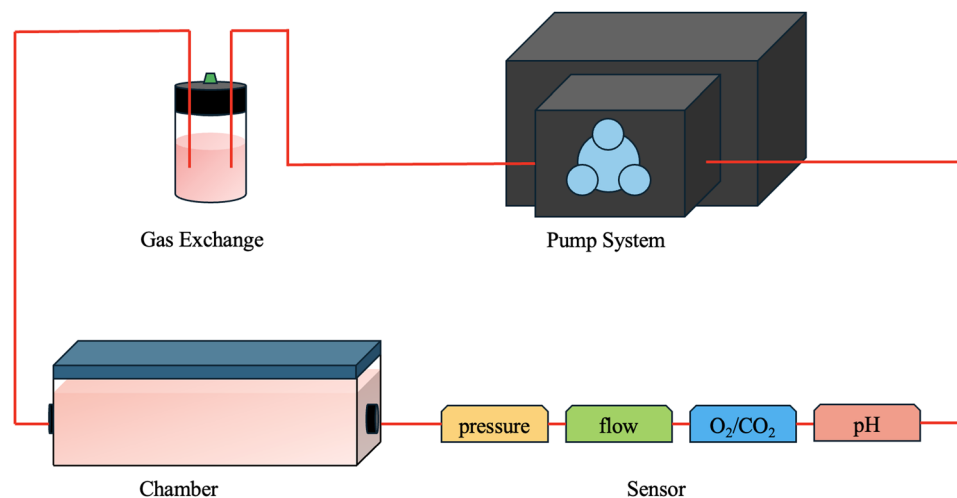 Gas Exchange
Pump System
pressure
flow
O₂/CO₂
pH
Chamber
Sensor